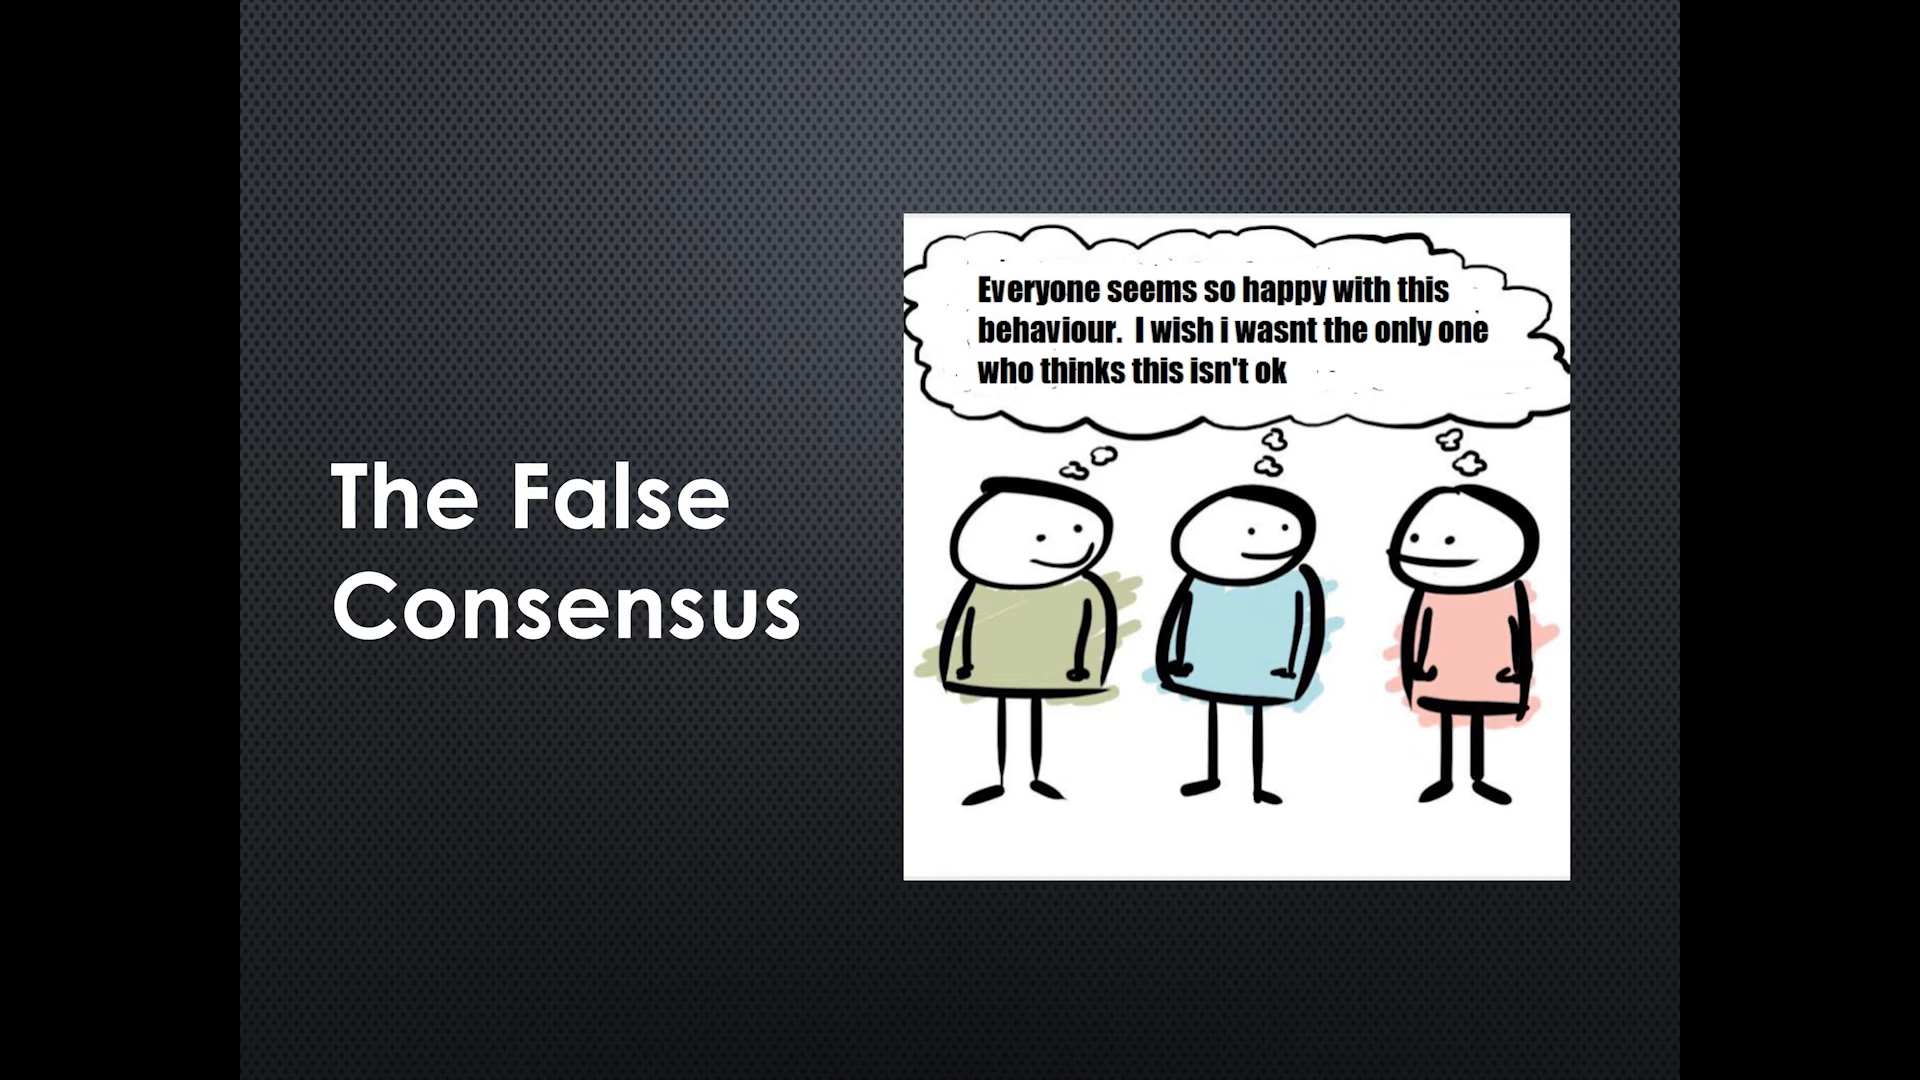 The False
Consensus
Everyone seems so happy with this
behaviour. I wish i wasnt the only one
who thinks this isn't ok